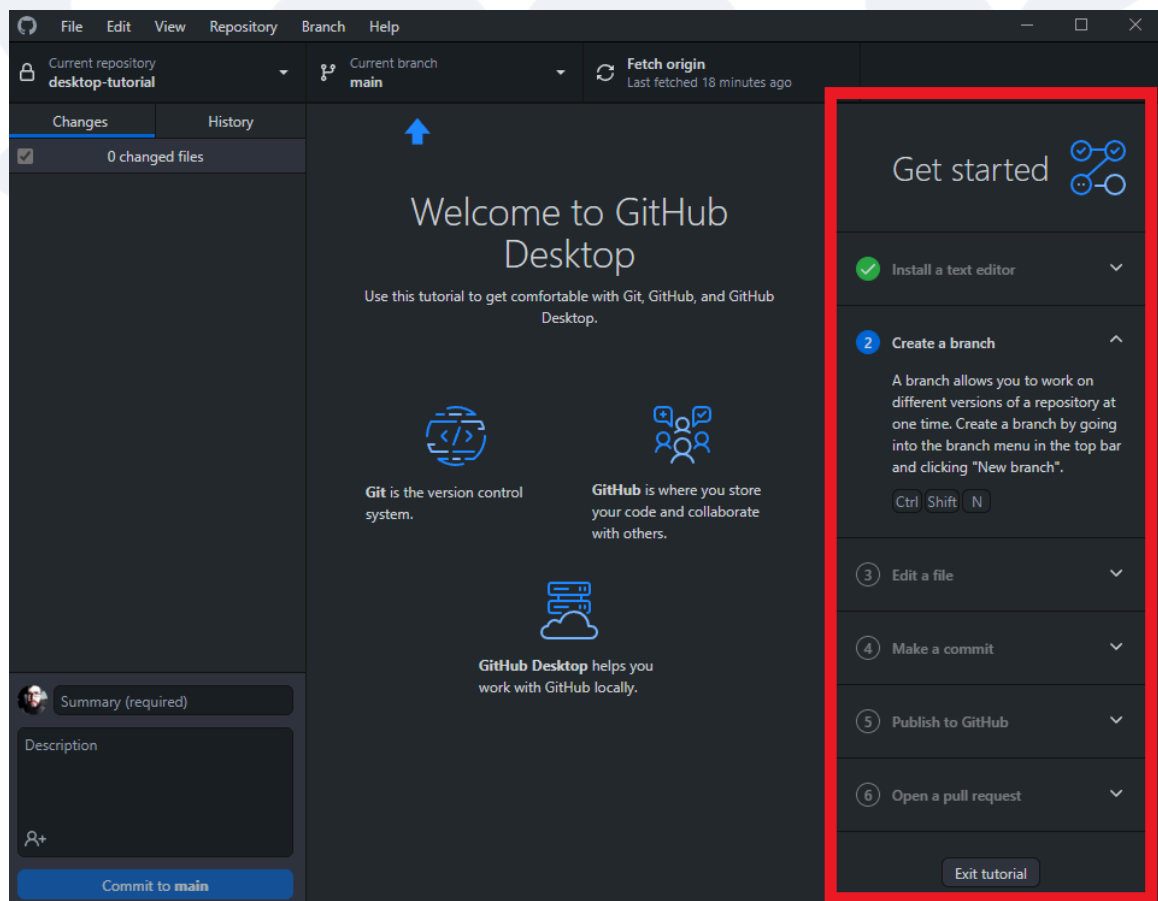 File Edit View Repository Branch Help
Current repository
desktop-tutorial
Current branch
main
Fetch origin
Last fetched 18 minutes ago
Changes History
0 changed files
Welcome to GitHub
Desktop
Use this tutorial to get comfortable with Git, GitHub, and GitHub
Desktop.
Git is the version control
system.
GitHub is where you store
your code and collaborate
with others.
GitHub Desktop helps you
work with GitHub locally.
Summary (required)
Description
Commit to main
Get started
Install a text editor
2 Create a branch
A branch allows you to work on
different versions of a repository at
one time. Create a branch by going
into the branch menu in the top bar
and clicking "New branch".
Ctrl Shift N
3 Edit a file
4 Make a commit
5 Publish to GitHub
6 Open a pull request
Exit tutorial